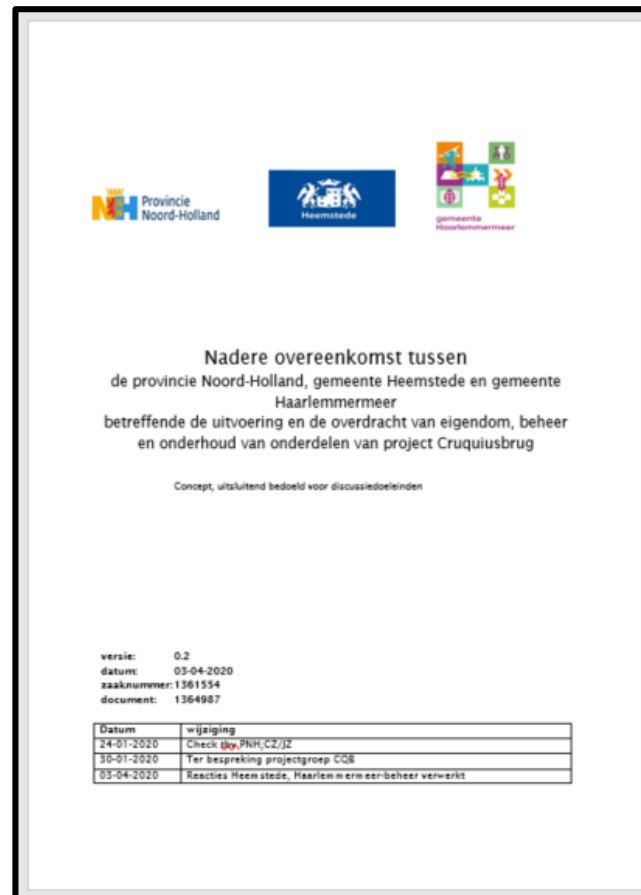 Provincie
Noord-Holland
Heemstede
gemeente
Haarlemmermeer
Nadere overeenkomst tussen
de provincie Noord-Holland, gemeente Heemstede en gemeente
Haarlemmermeer
betreffende de uitvoering en de overdracht van eigendom, beheer
en onderhoud van onderdelen van project Cruquiusbrug
Concept, uitsluitend bedoeld voor discussiedoeleinden
versie: 0.2
datum: 03-04-2020
zaaknummer: 1361554
document: 1364987
Datum wijziging
24-01-2020 Check tbv PNH;CZ/JZ
30-01-2020 Ter bespreking projectgroep CQB
03-04-2020 Reacties Heemstede, Haarlemmermeer-beheer verwerkt